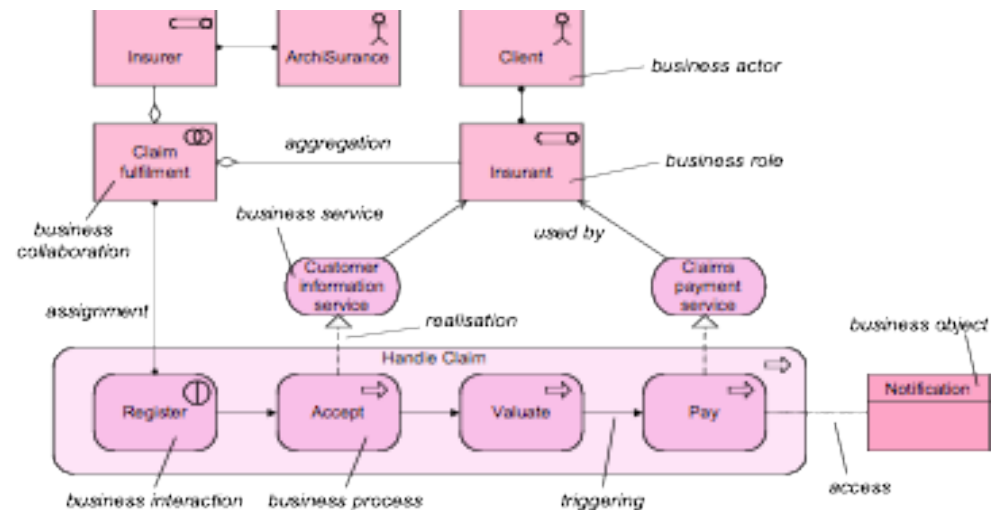 Insurer
ArchiSurance
Client
business actor
Claim
fulfilment
aggregation
Insurant
business role
business
collaboration
business service
used by
Customer
information
service
Claims
payment
service
assignment
realisation
business object
Handle Claim
Register
Accept
Valuate
Pay
Notification
business interaction
business process
triggering
access